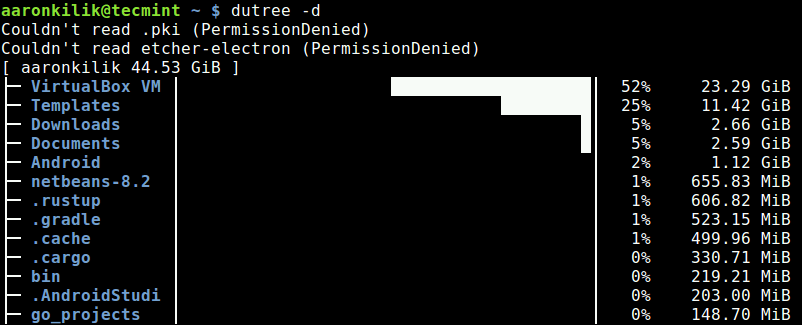 aaronkilik@tecmint ~ $ dutree -d
Couldn't read .pki (PermissionDenied)
Couldn't read etcher-electron (PermissionDenied)
[ aaronkilik 44.53 GiB ]
├─ VirtualBox VM │ │ 52% 23.29 GiB
├─ Templates │ │ 25% 11.42 GiB
├─ Downloads │ │ 5% 2.66 GiB
├─ Documents │ │ 5% 2.59 GiB
├─ Android │ │ 2% 1.12 GiB
├─ netbeans-8.2 │ │ 1% 655.83 MiB
├─ .rustup │ │ 1% 606.82 MiB
├─ .gradle │ │ 1% 523.15 MiB
├─ .cache │ │ 1% 499.96 MiB
├─ .cargo │ │ 0% 330.71 MiB
├─ bin │ │ 0% 219.21 MiB
├─ .AndroidStudi │ │ 0% 203.00 MiB
├─ go_projects │ │ 0% 148.70 MiB